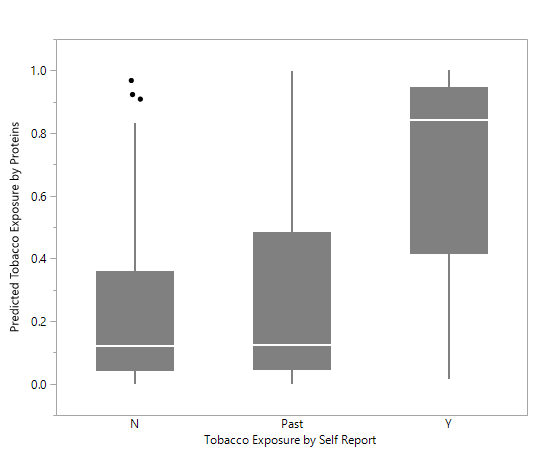 Predicted Tobacco Exposure by Proteins
1.0
0.8
0.6
0.4
0.2
0.0
N Past Y
Tobacco Exposure by Self Report